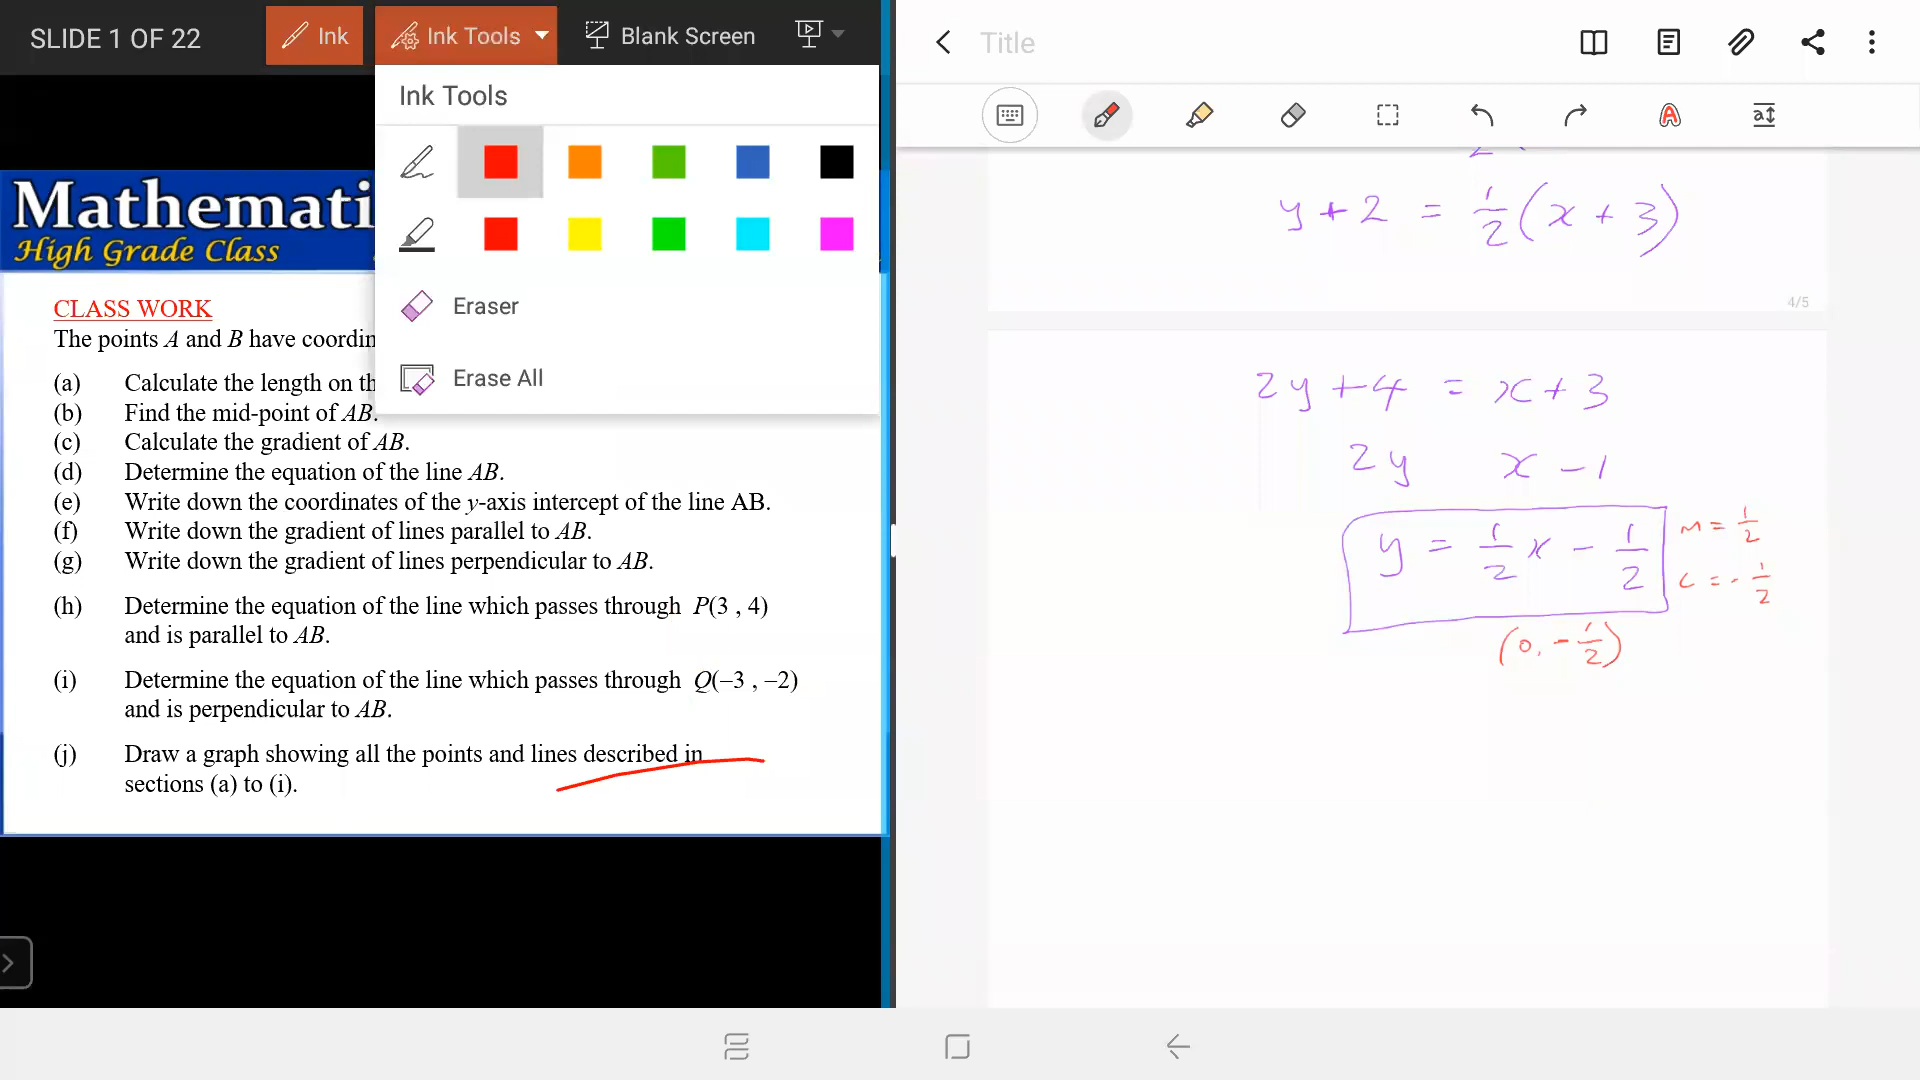 SLIDE 1 OF 22
Ink
Ink Tools
Blank Screen
Ink Tools
Eraser
Erase All
Mathemati
High Grade Class
CLASS WORK
The points A and B have coordin
(a) Calculate the length on th
(b) Find the mid-point of AB.
(c) Calculate the gradient of AB.
(d) Determine the equation of the line AB.
(e) Write down the coordinates of the y-axis intercept of the line AB.
(f) Write down the gradient of lines parallel to AB.
(g) Write down the gradient of lines perpendicular to AB.
(h) Determine the equation of the line which passes through P(3 , 4)
and is parallel to AB.
(i) Determine the equation of the line which passes through Q(–3 , –2)
and is perpendicular to AB.
(j) Draw a graph showing all the points and lines described in
sections (a) to (i).
Title
y + 2 = 1/2 (x + 3)
4/5
2y + 4 = x + 3
2y x - 1
y = 1/2 x - 1/2
m = 1/2
c = - 1/2
(0, - 1/2)